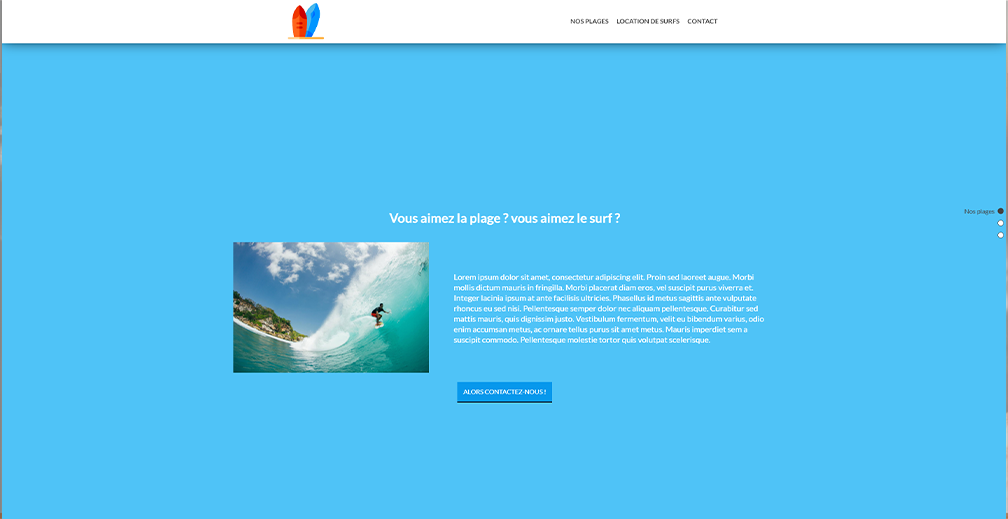 NOS PLAGES LOCATION DE SURFS CONTACT
Vous aimez la plage ? vous aimez le surf ?
Nos plages
Lorem ipsum dolor sit amet, consectetur adipiscing elit. Proin sed laoreet augue. Morbi
mollis dictum mauris in fringilla. Morbi placerat diam eros, vel suscipit purus viverra et.
Integer lacinia ipsum at ante facilisis ultricies. Phasellus id metus sagittis ante vulputate
rhoncus eu sed nisi. Pellentesque semper dolor nec aliquam pellentesque. Curabitur sed
mattis mauris, quis dignissim justo. Vestibulum fermentum, velit eu bibendum varius, odio
enim accumsan metus, ac ornare tellus purus sit amet metus. Mauris imperdiet sem a
suscipit commodo. Pellentesque molestie tortor quis volutpat scelerisque.
ALORS CONTACTEZ-NOUS !